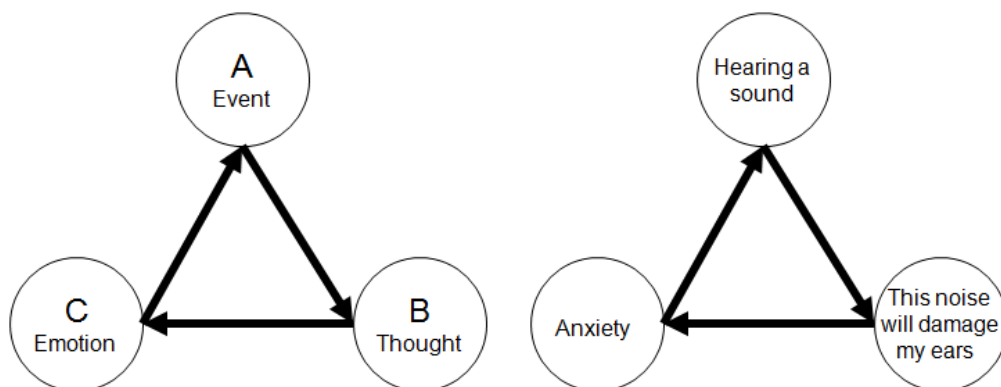 A
Event
C
Emotion
B
Thought
Hearing a
sound
Anxiety
This noise
will damage
my ears